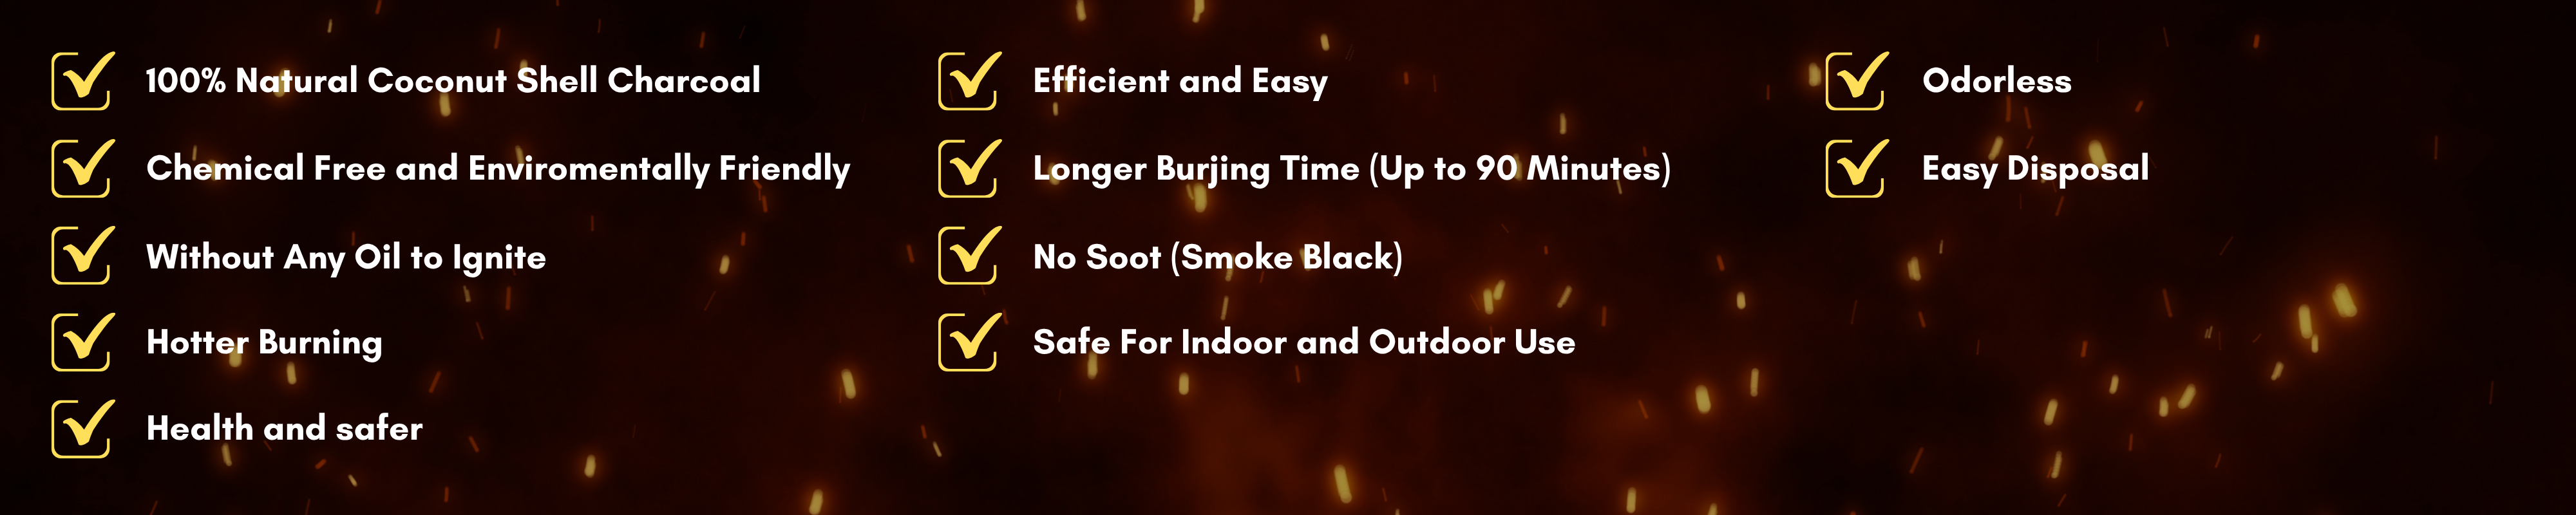 100% Natural Coconut Shell Charcoal
Chemical Free and Enviromentally Friendly
Without Any Oil to Ignite
Hotter Burning
Health and safer
Efficient and Easy
Longer Burjing Time (Up to 90 Minutes)
No Soot (Smoke Black)
Safe For Indoor and Outdoor Use
Odorless
Easy Disposal